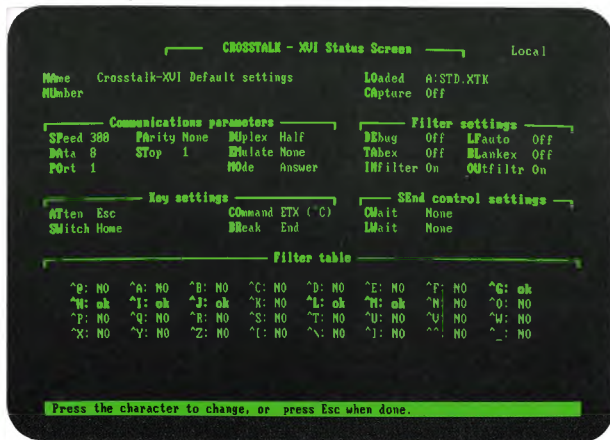 CROSSTALK - XVI Status Screen Local
NAme Crosstalk-XVI Default settings LOaded A:STD.XTK
NUmber CApture Off
Communications parameters Filter settings
SPeed 300 PArity None DUplex Half DEbug Off LFauto Off
DAta 8 STop 1 EMulate None TAbex Off BLankex Off
POrt 1 MOde Answer INfilter On OUtfiltr On
Key settings SEnd control settings
ATten Esc COmmand ETX (^C) CWait None
SWitch Home BReak End LWait None
Filter table
^@: NO ^A: NO ^B: NO ^C: NO ^D: NO ^E: NO ^F: NO ^G: ok
^H: ok ^I: ok ^J: ok ^K: NO ^L: ok ^M: ok ^N: NO ^O: NO
^P: NO ^Q: NO ^R: NO ^S: NO ^T: NO ^U: NO ^V: NO ^W: NO
^X: NO ^Y: NO ^Z: NO ^[: NO ^\: NO ^]: NO ^^: NO ^_: NO
Press the character to change, or press Esc when done.